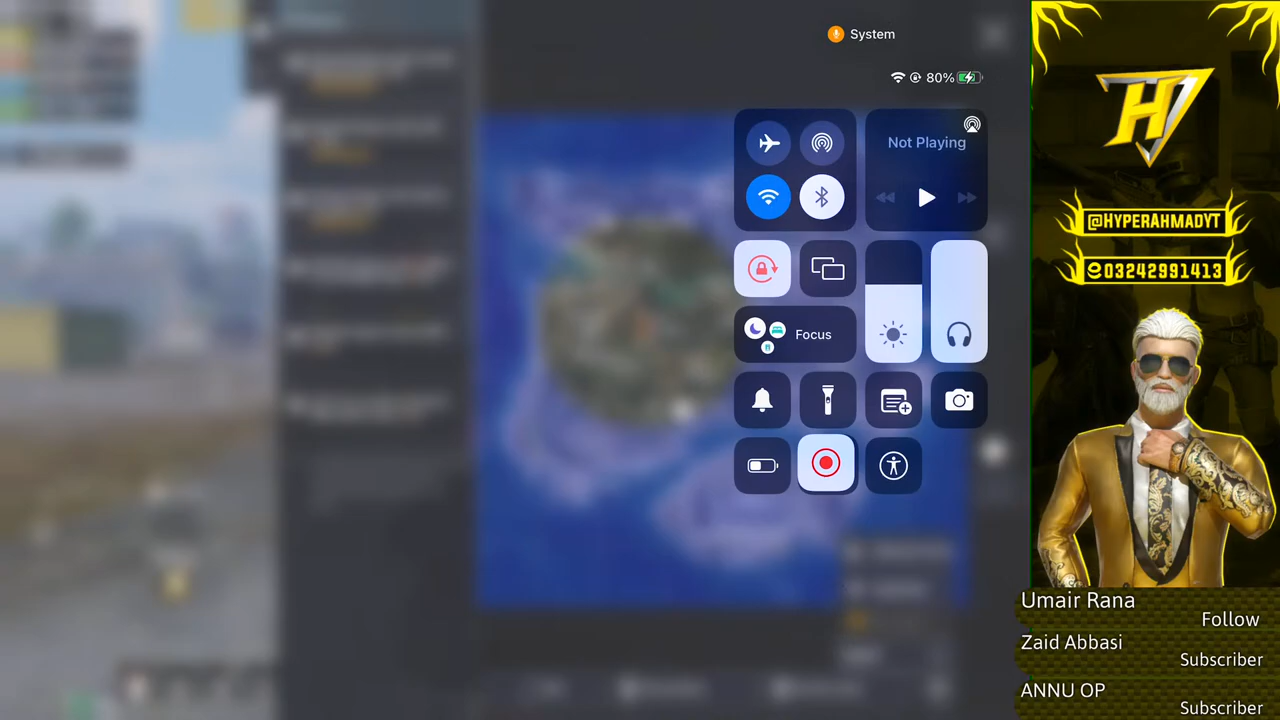 System
80%
Not Playing
Focus
H
@HYPERAHMADYT
03242991413
Umair Rana
Follow
Zaid Abbasi
Subscriber
ANNU OP
Subscriber